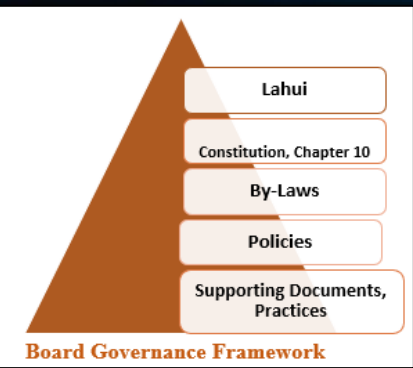 Lahui
Constitution, Chapter 10
By-Laws
Policies
Supporting Documents,
Practices
Board Governance Framework